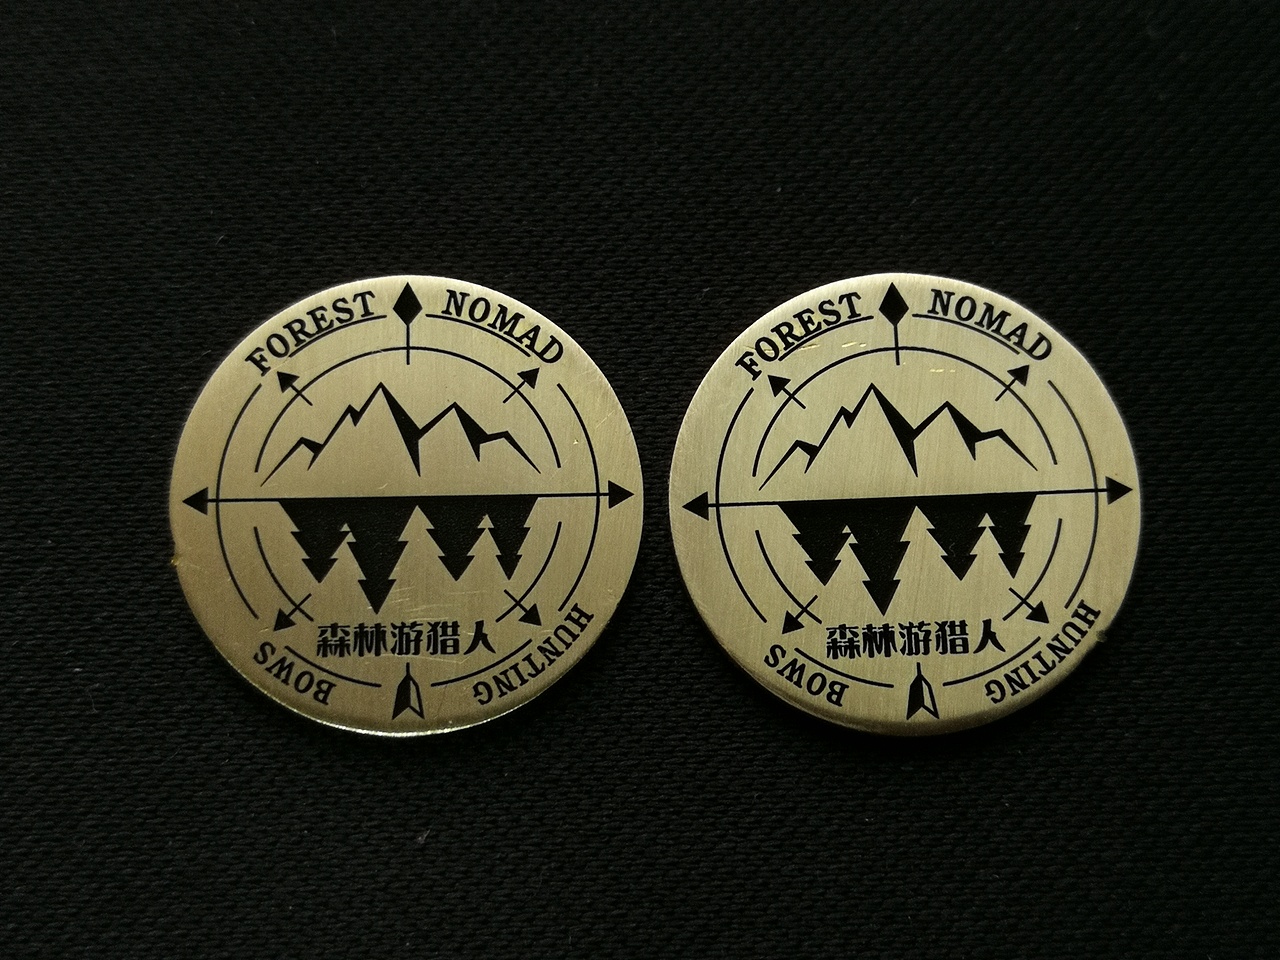 FOREST NOMAD
森林游猎人
HUNTING BOWS
FOREST NOMAD
森林游猎人
HUNTING BOWS